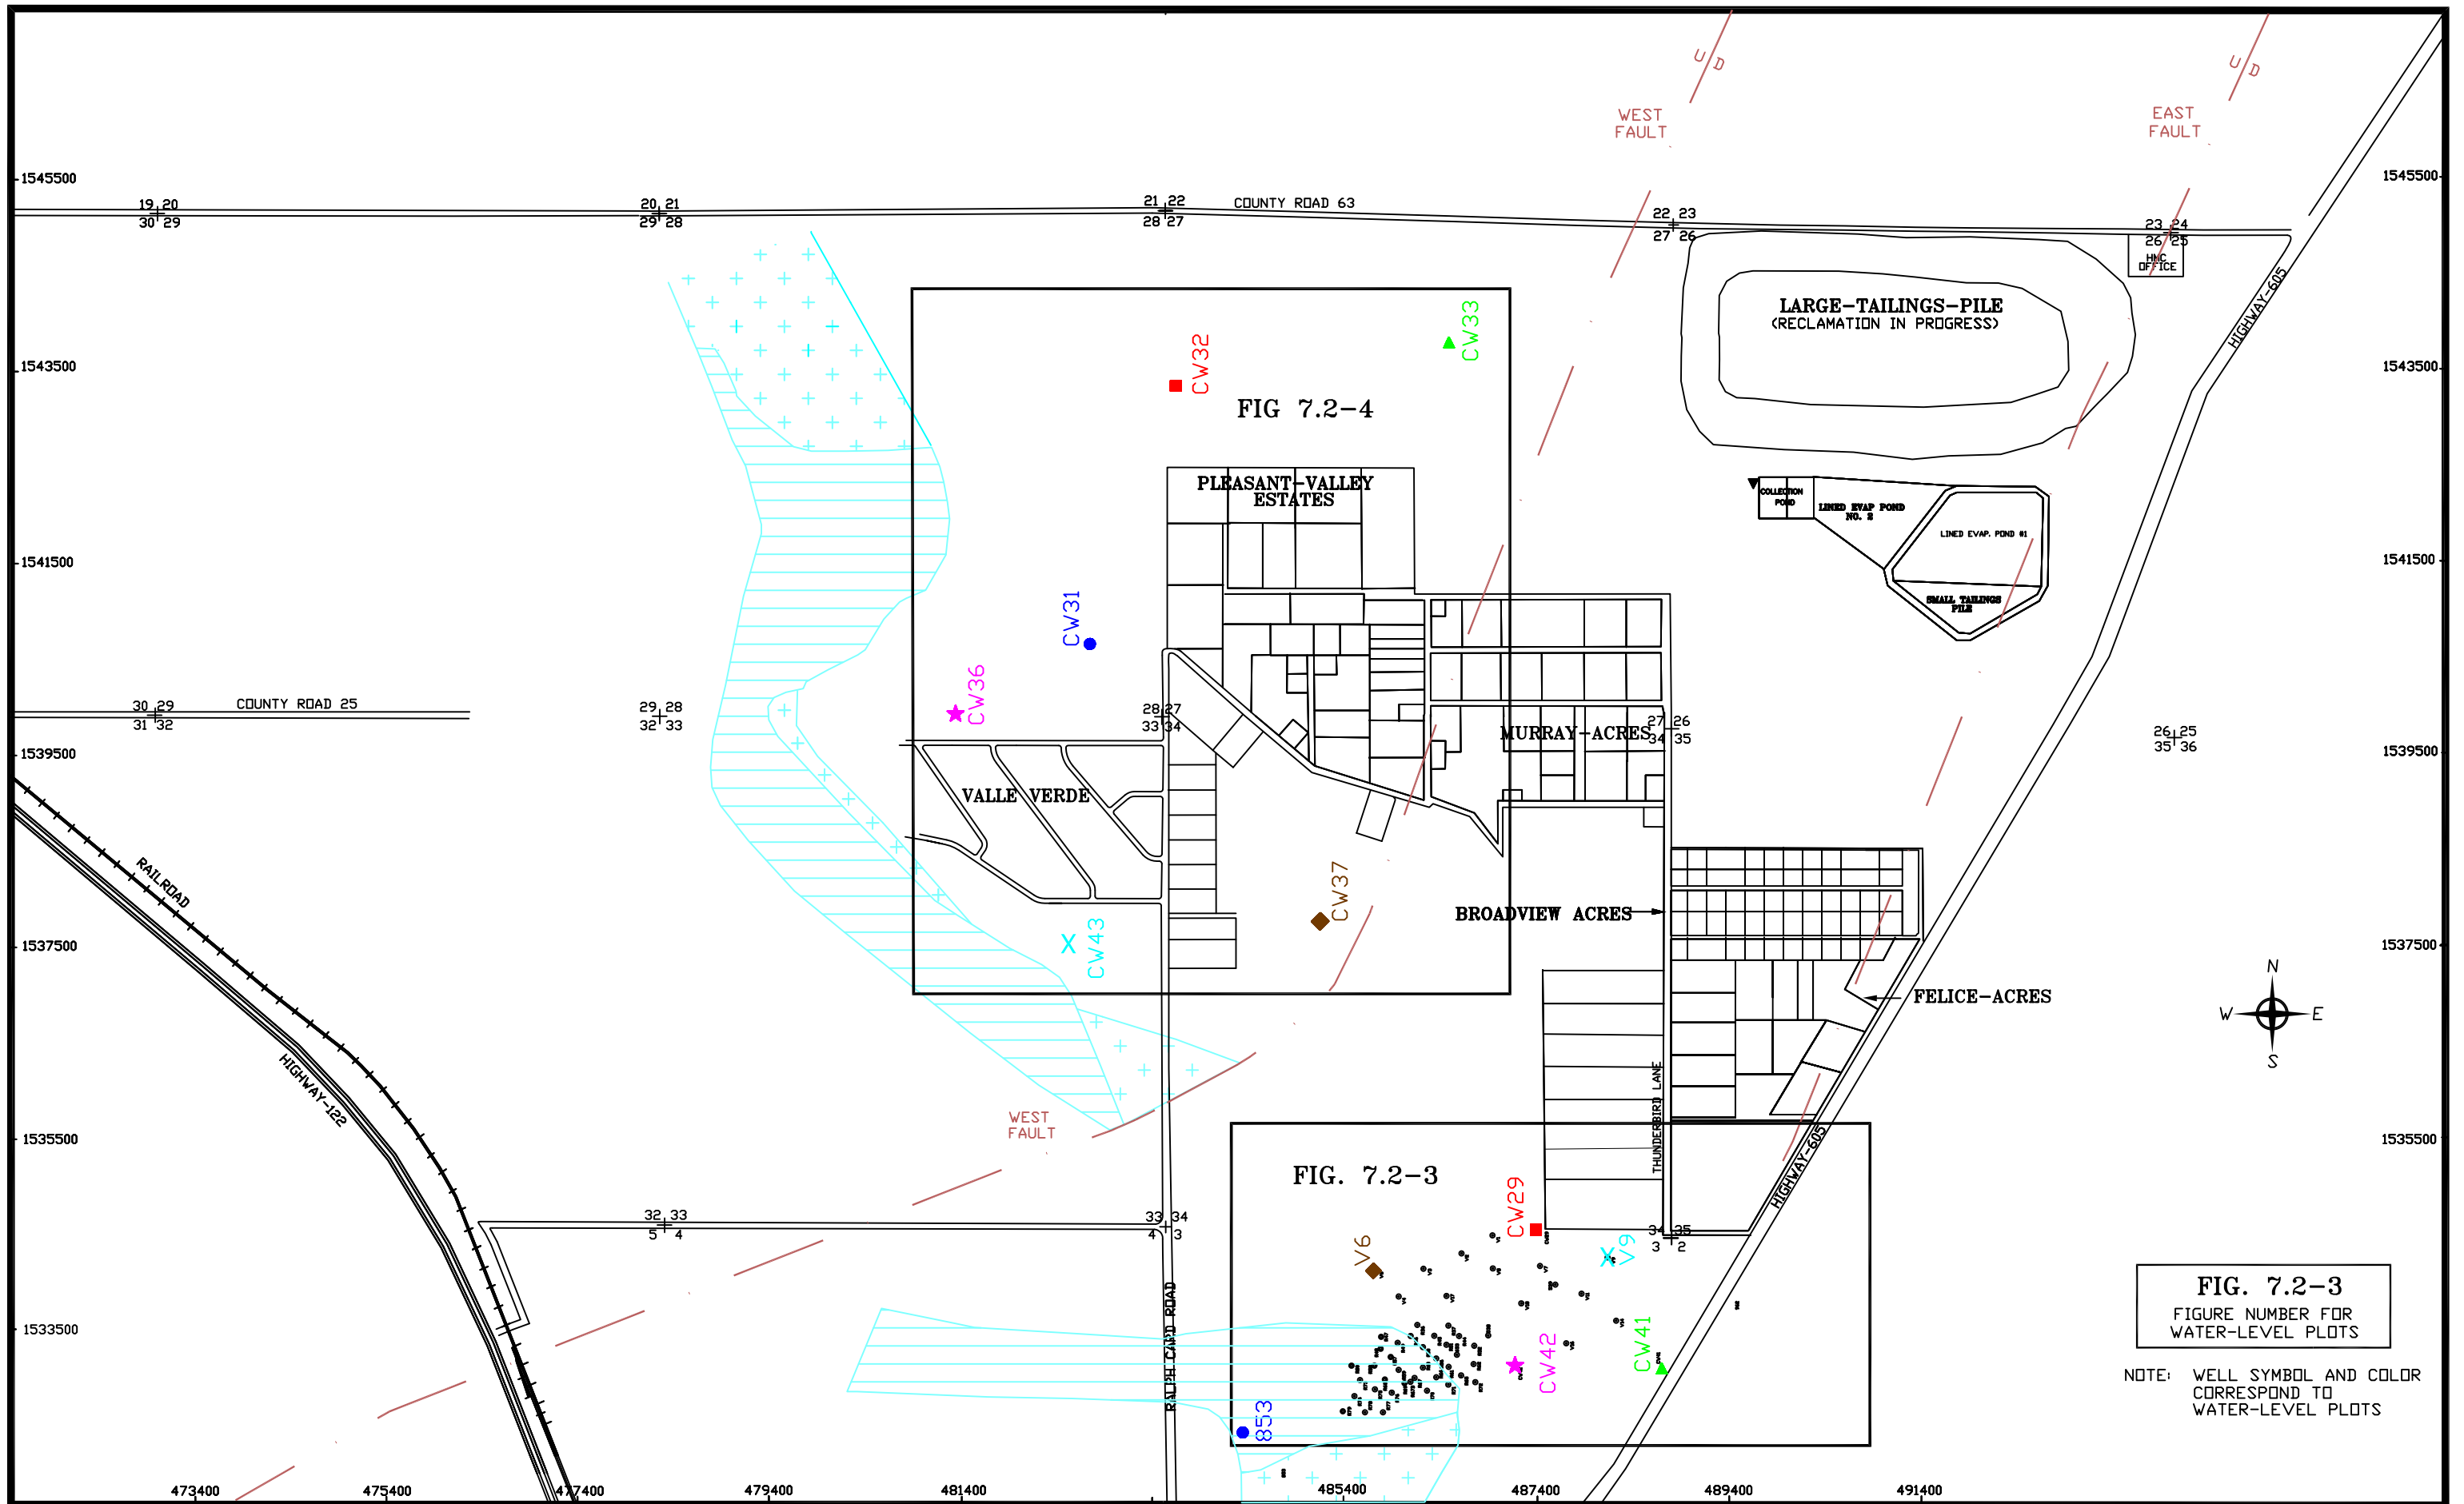 U D
U D
WEST
FAULT
EAST
FAULT
1545500
1545500
19 20
30 29
20 21
29 28
21 22
28 27
COUNTY ROAD 63
22 23
27 26
23 24
26 25
HMC
OFFICE
HIGHWAY-605
LARGE-TAILINGS-PILE
(RECLAMATION IN PROGRESS)
CW33
CW32
1543500
1543500
FIG 7.2-4
PLEASANT-VALLEY
ESTATES
COLLECTION
POND
LINED EVAP POND
NO. 2
LINED EVAP. POND #1
1541500
1541500
SMALL TAILINGS
PILE
CW31
CW36
30 29
31 32
COUNTY ROAD 25
29 28
32 33
28 27
33 34
27 26
34 35
26 25
35 36
MURRAY-ACRES
1539500
1539500
VALLE VERDE
RAILROAD
CW37
BROADVIEW ACRES
X CW43
1537500
1537500
N
W E
S
FELICE-ACRES
HIGHWAY-122
THUNDERBIRD LANE
WEST
FAULT
1535500
1535500
HIGHWAY-605
FIG. 7.2-3
CW29
32 33
5 4
33 34
4 3
34 35
3 2
V6
X V9
RALPH CARD ROAD
1533500
CW42
CW41
853
FIG. 7.2-3
FIGURE NUMBER FOR
WATER-LEVEL PLOTS
NOTE: WELL SYMBOL AND COLOR
CORRESPOND TO
WATER-LEVEL PLOTS
473400
475400
477400
479400
481400
485400
487400
489400
491400